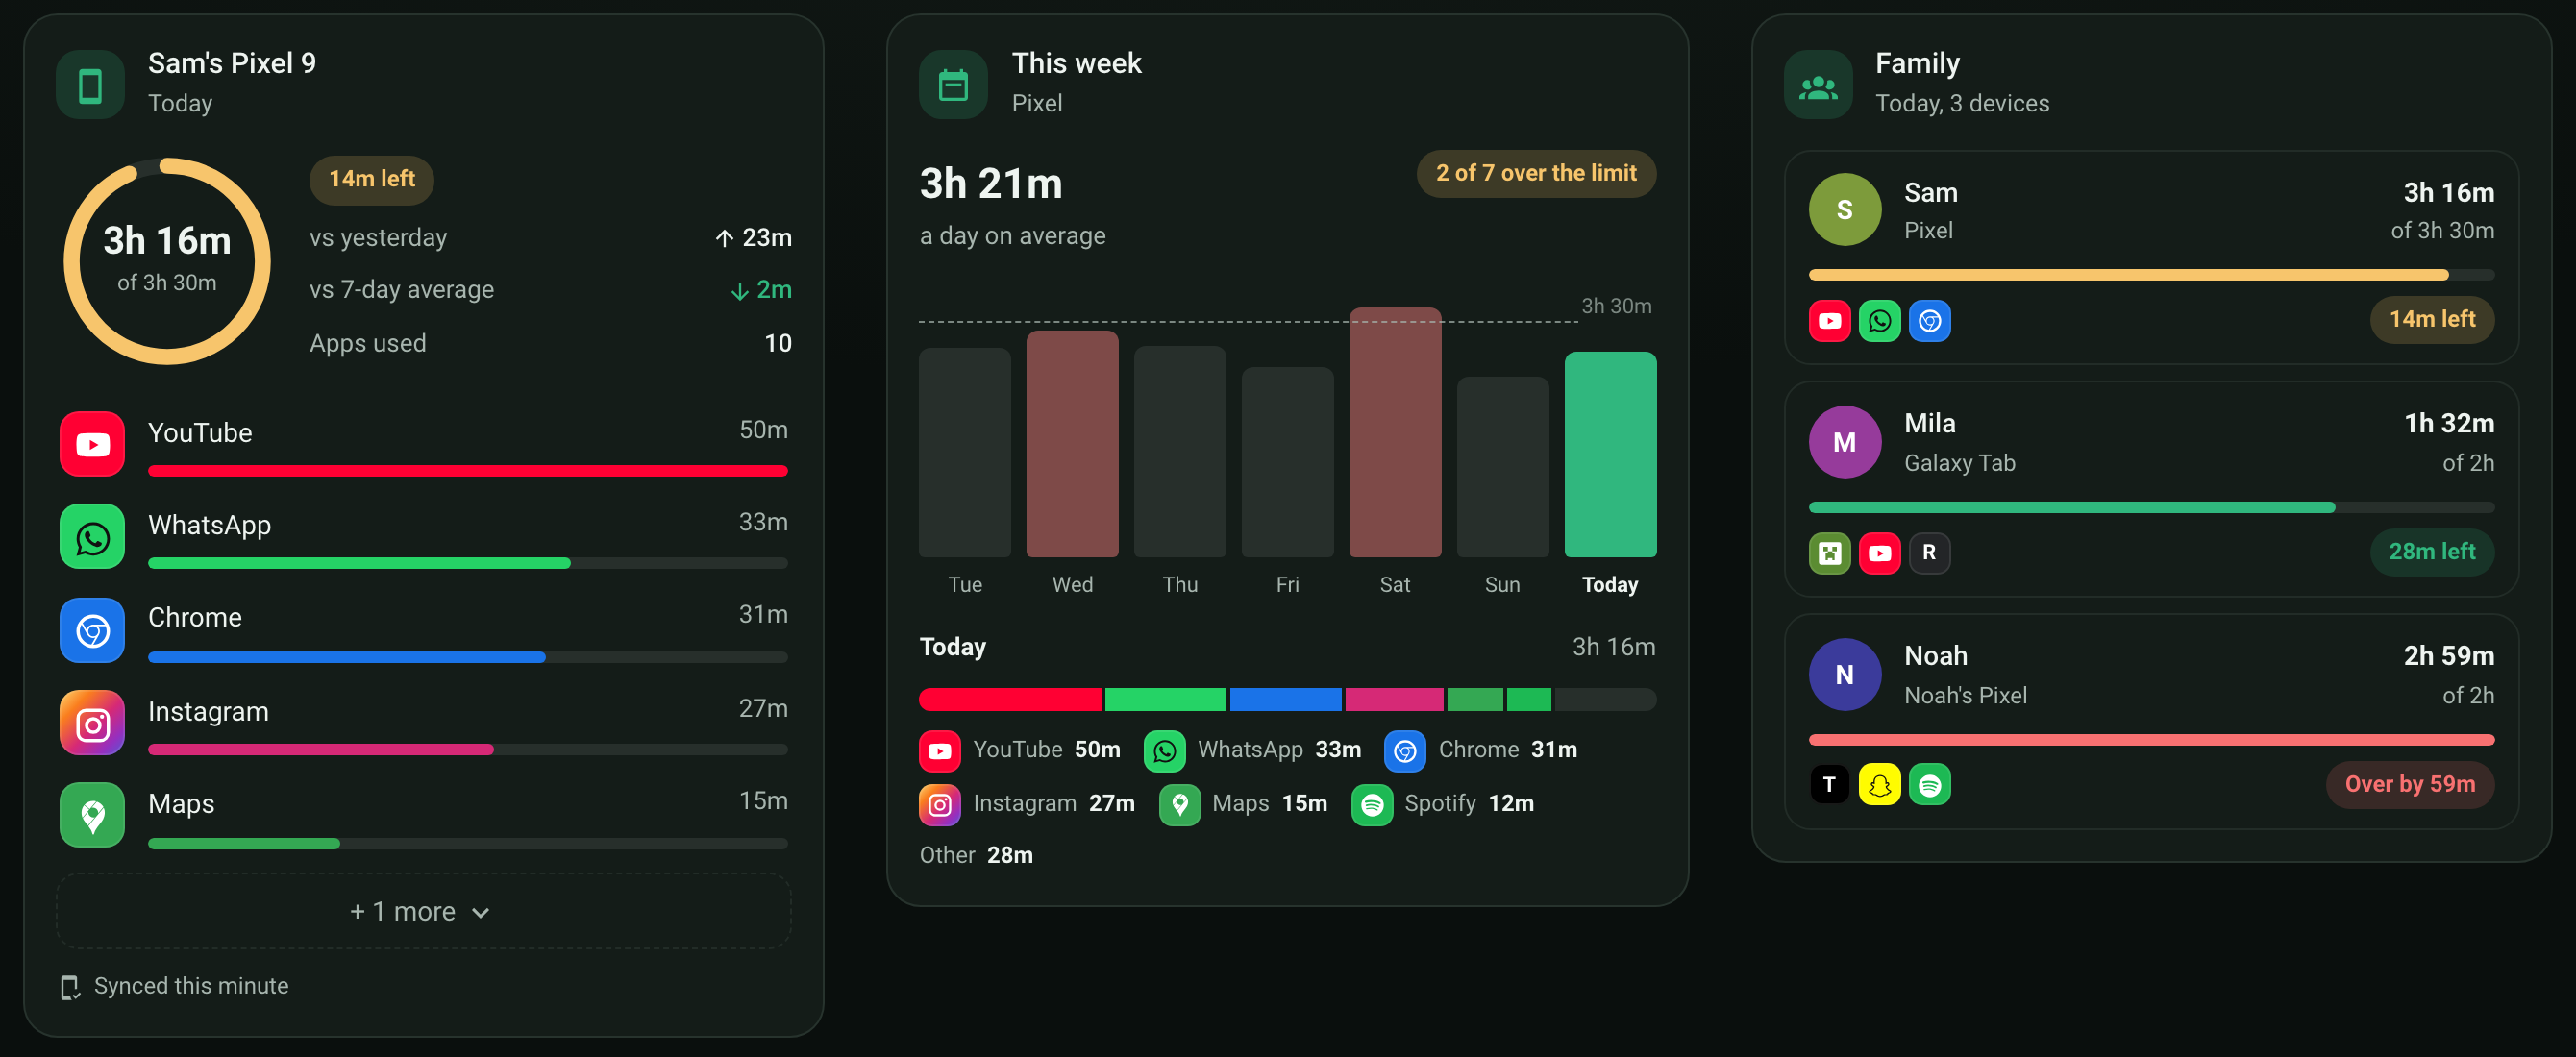 Sam's Pixel 9
Today
3h 16m
of 3h 30m
14m left
vs yesterday ↑ 23m
vs 7-day average ↓ 2m
Apps used 10
YouTube 50m
WhatsApp 33m
Chrome 31m
Instagram 27m
Maps 15m
+ 1 more
Synced this minute
This week
Pixel
3h 21m
a day on average
2 of 7 over the limit
3h 30m
Tue Wed Thu Fri Sat Sun Today
Today 3h 16m
YouTube 50m WhatsApp 33m Chrome 31m
Instagram 27m Maps 15m Spotify 12m
Other 28m
Family
Today, 3 devices
S
Sam 3h 16m
Pixel of 3h 30m
14m left
M
Mila 1h 32m
Galaxy Tab of 2h
R 28m left
N
Noah 2h 59m
Noah's Pixel of 2h
T Over by 59m